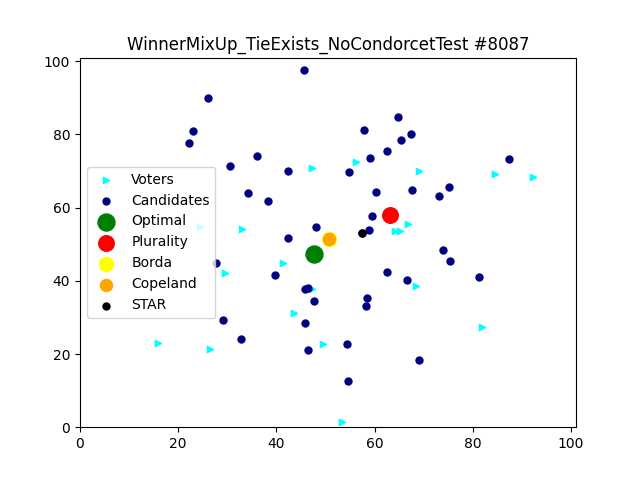 WinnerMixUp_TieExists_NoCondorcetTest #8087
100
80
60
40
20
0
Voters
Candidates
Optimal
Plurality
Borda
Copeland
STAR
0 20 40 60 80 100